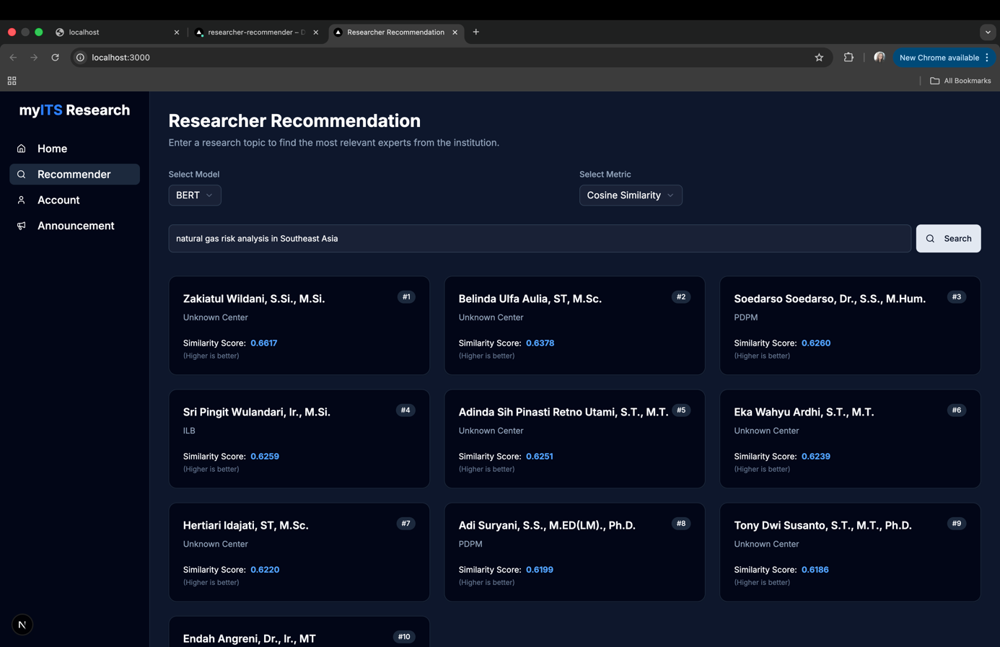 localhost
researcher-recommender – D
Researcher Recommendation
localhost:3000
New Chrome available
All Bookmarks
myITS Research
Home
Recommender
Account
Announcement
N
Researcher Recommendation
Enter a research topic to find the most relevant experts from the institution.
Select Model
BERT
Select Metric
Cosine Similarity
natural gas risk analysis in Southeast Asia
Search
Zakiatul Wildani, S.Si., M.Si.
#1
Unknown Center
Similarity Score: 0.6617
(Higher is better)
Belinda Ulfa Aulia, ST, M.Sc.
#2
Unknown Center
Similarity Score: 0.6378
(Higher is better)
Soedarso Soedarso, Dr., S.S., M.Hum.
#3
PDPM
Similarity Score: 0.6260
(Higher is better)
Sri Pingit Wulandari, Ir., M.Si.
#4
ILB
Similarity Score: 0.6259
(Higher is better)
Adinda Sih Pinasti Retno Utami, S.T., M.T.
#5
Unknown Center
Similarity Score: 0.6251
(Higher is better)
Eka Wahyu Ardhi, S.T., M.T.
#6
Unknown Center
Similarity Score: 0.6239
(Higher is better)
Hertiari Idajati, ST, M.Sc.
#7
Unknown Center
Similarity Score: 0.6220
(Higher is better)
Adi Suryani, S.S., M.ED(LM)., Ph.D.
#8
PDPM
Similarity Score: 0.6199
(Higher is better)
Tony Dwi Susanto, S.T., M.T., Ph.D.
#9
Unknown Center
Similarity Score: 0.6186
(Higher is better)
Endah Angreni, Dr., Ir., MT
#10